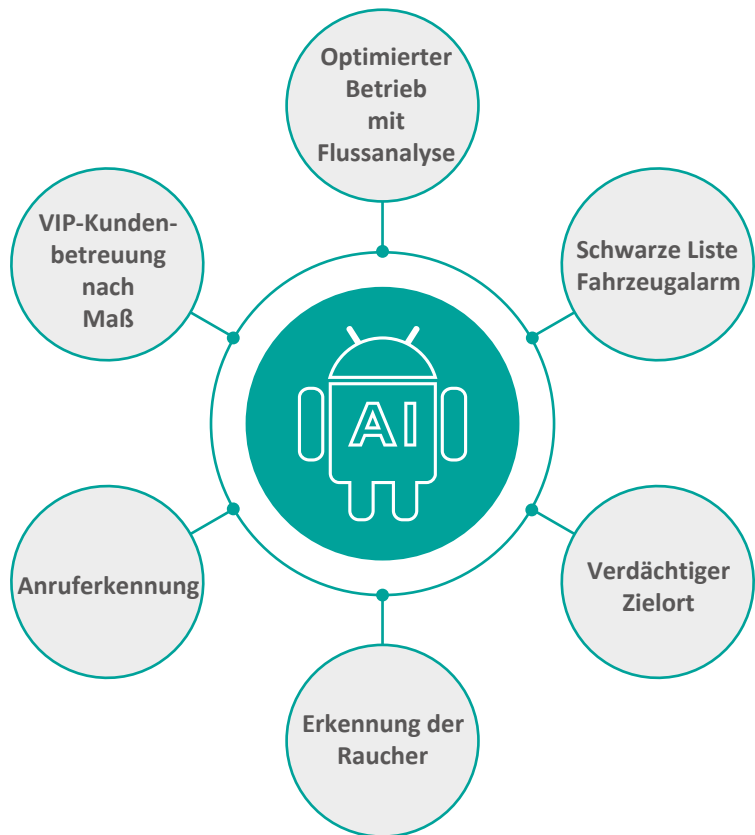 Optimierter
Betrieb
mit
Flussanalyse
VIP-Kunden-
betreuung
nach
Maß
Schwarze Liste
Fahrzeugalarm
AI
Anruferkennung
Verdächtiger
Zielort
Erkennung der
Raucher